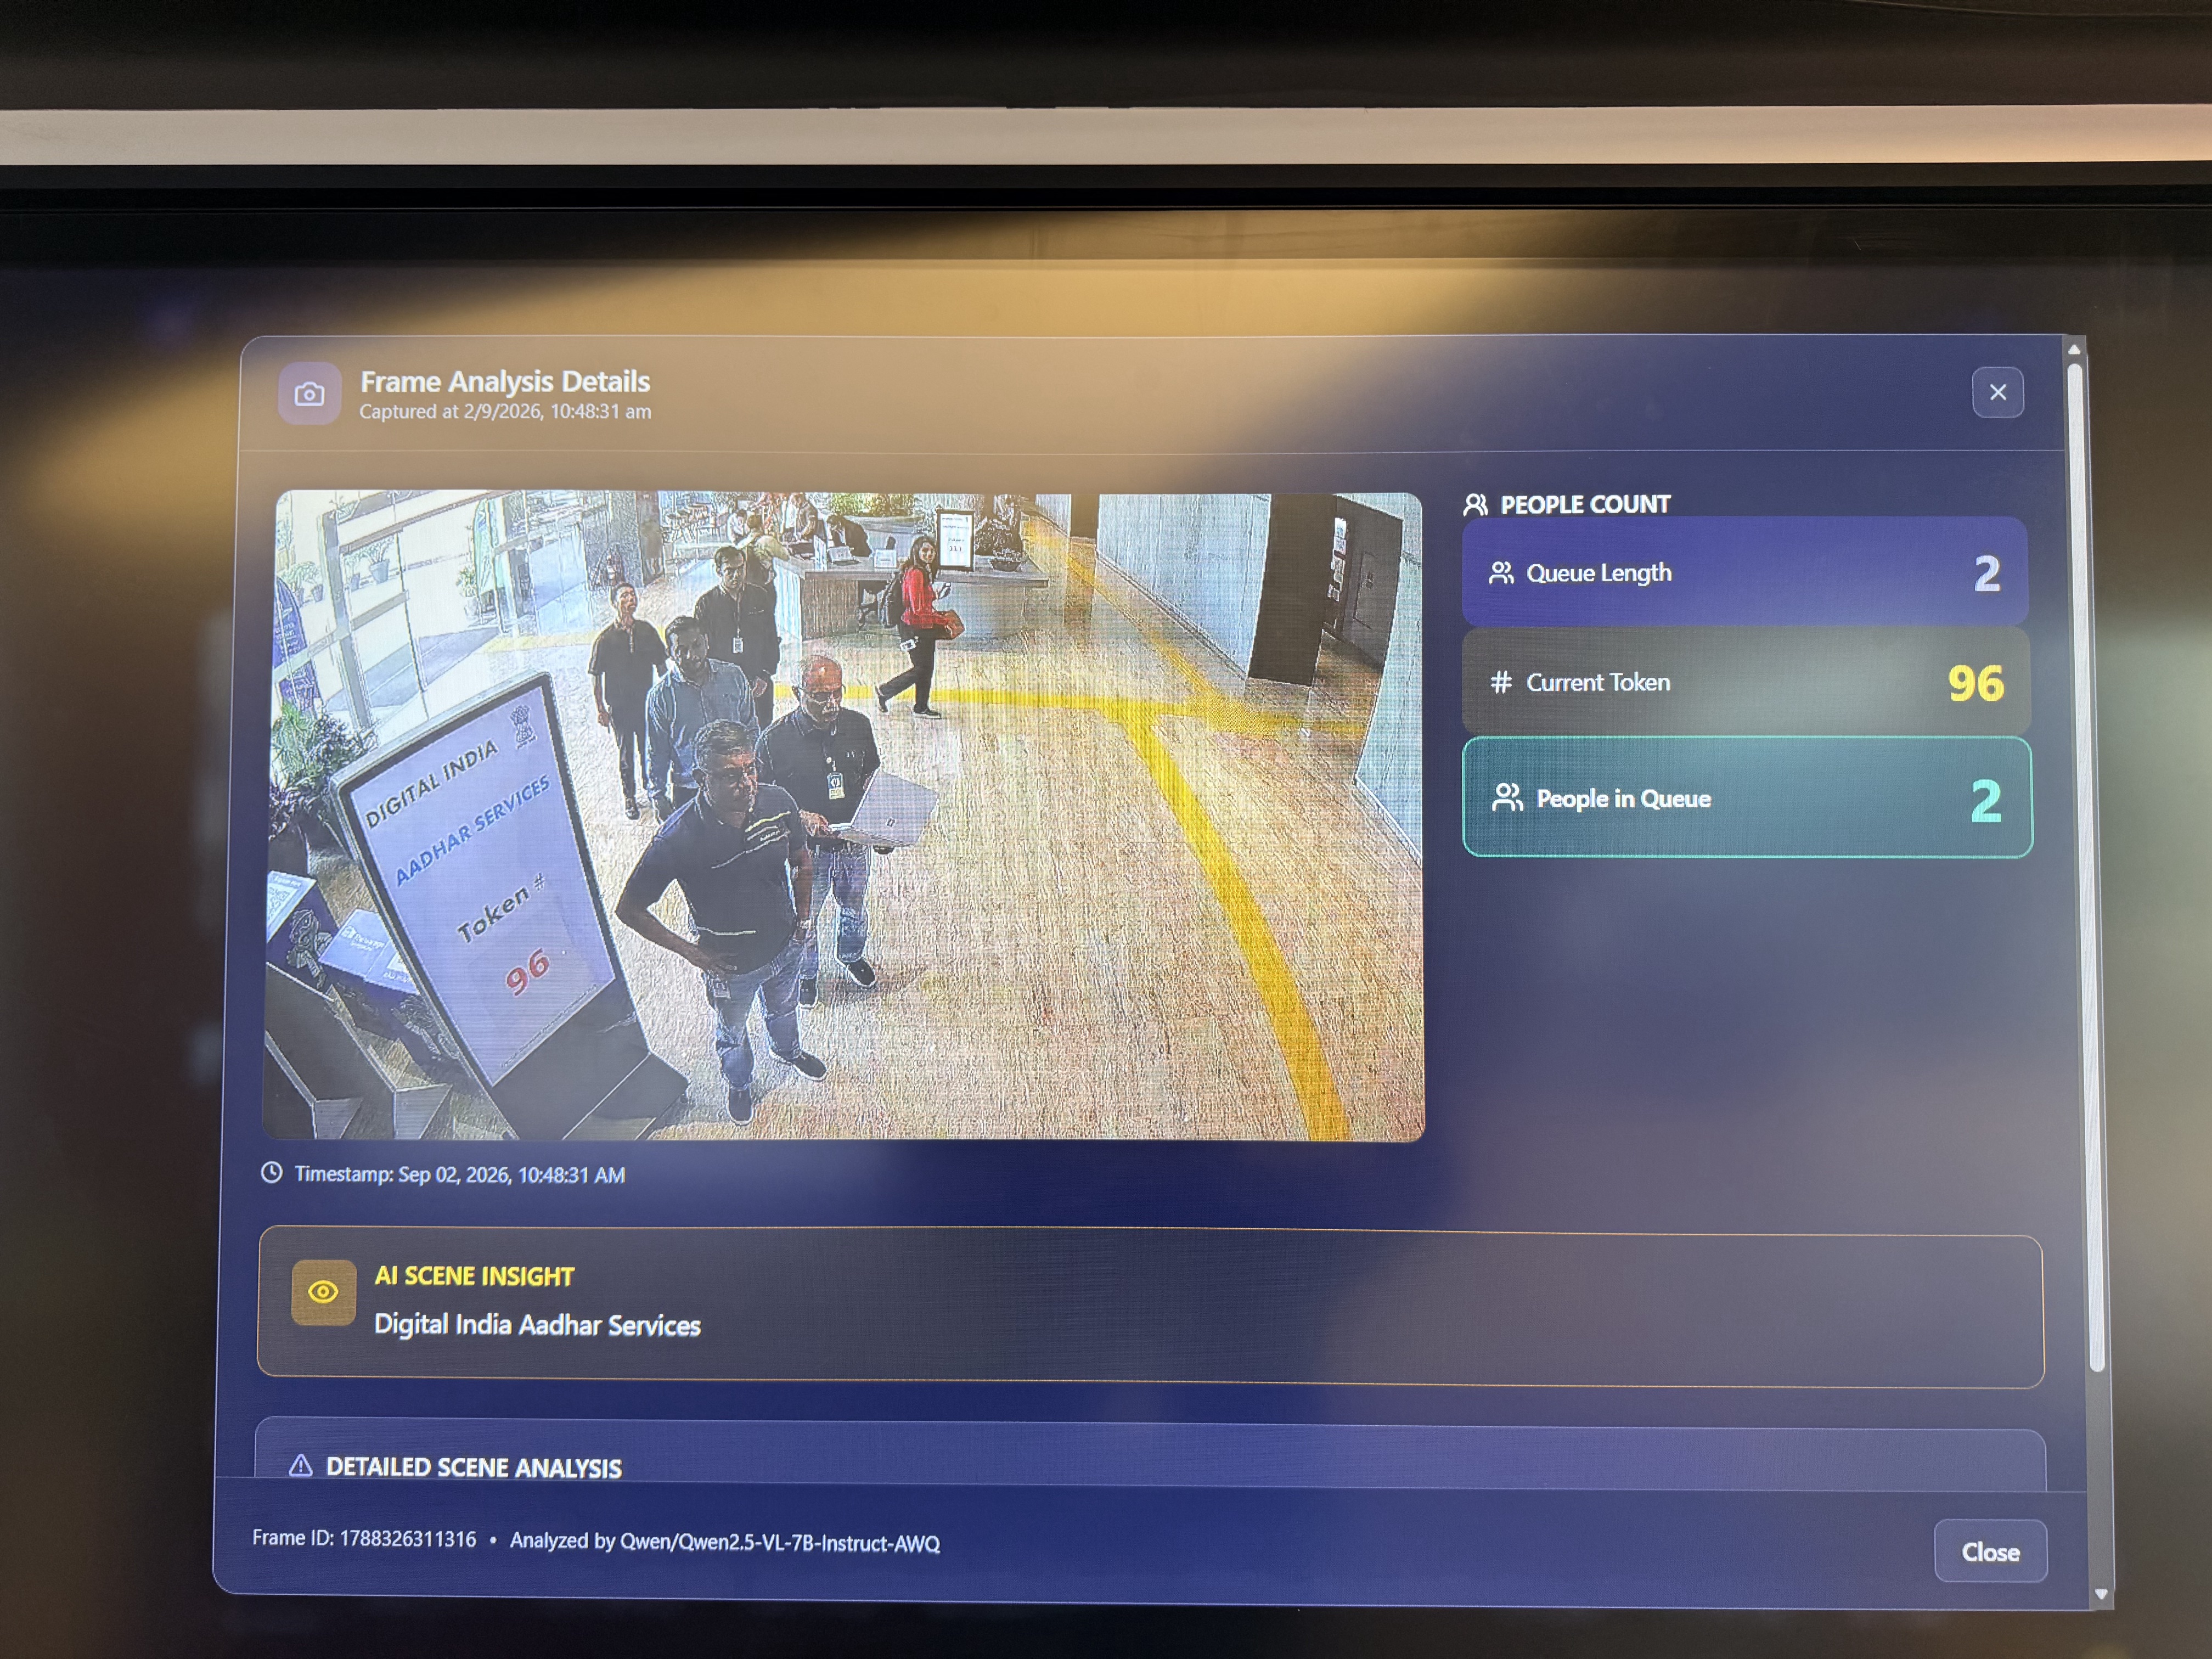 Frame Analysis Details
Captured at 2/9/2026, 10:48:31 am
DIGITAL INDIA
AADHAR SERVICES
Token #
96
PEOPLE COUNT
Queue Length 2
# Current Token 96
People in Queue 2
Timestamp: Sep 02, 2026, 10:48:31 AM
AI SCENE INSIGHT
Digital India Aadhar Services
DETAILED SCENE ANALYSIS
Frame ID: 1788326311316 • Analyzed by Qwen/Qwen2.5-VL-7B-Instruct-AWQ
Close